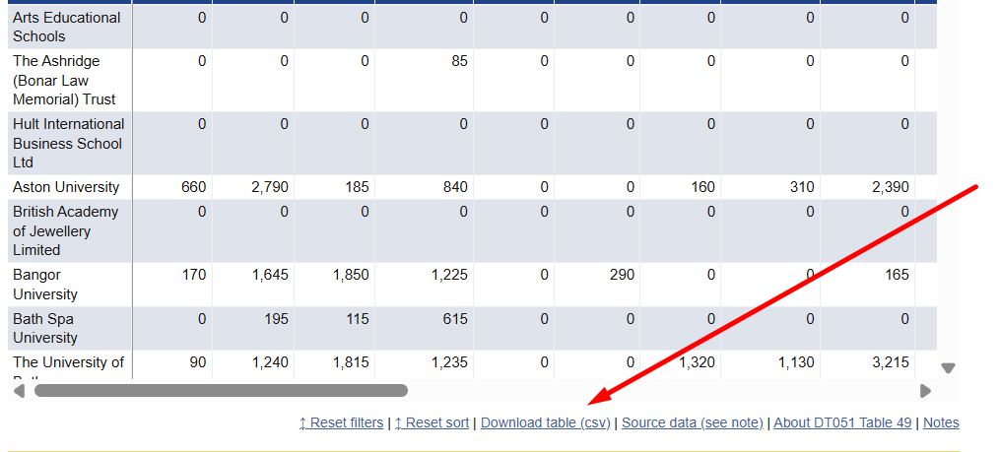 Arts Educational 0 0 0 0 0 0 0 0 0
Schools
The Ashridge 0 0 0 85 0 0 0 0 0
(Bonar Law
Memorial) Trust
Hult International 0 0 0 0 0 0 0 0 0
Business School
Ltd
Aston University 660 2,790 185 840 0 0 160 310 2,390
British Academy 0 0 0 0 0 0 0 0 0
of Jewellery
Limited
Bangor 170 1,645 1,850 1,225 0 290 0 0 165
University
Bath Spa 0 195 115 615 0 0 0 0 0
University
The University of 90 1,240 1,815 1,235 0 0 1,320 1,130 3,215
↕ Reset filters | ↕ Reset sort | Download table (csv) | Source data (see note) | About DT051 Table 49 | Notes